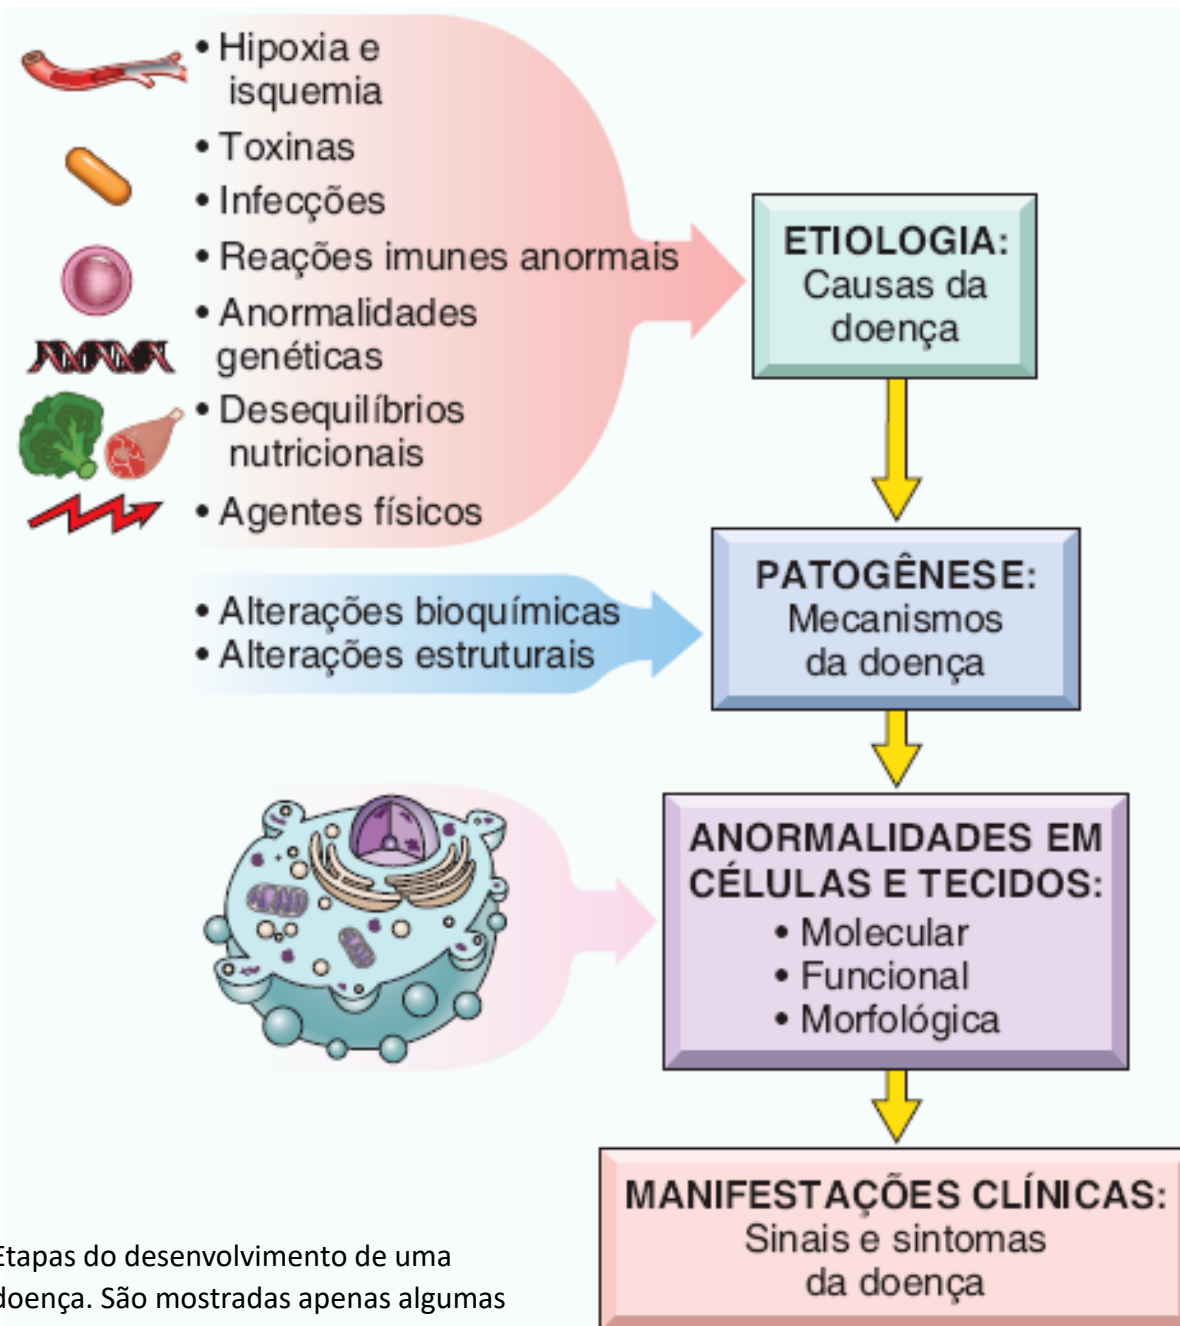 • Hipoxia e
isquemia
• Toxinas
• Infecções
• Reações imunes anormais
• Anormalidades
genéticas
• Desequilíbrios
nutricionais
• Agentes físicos
ETIOLOGIA:
Causas da
doença
• Alterações bioquímicas
• Alterações estruturais
PATOGÊNESE:
Mecanismos
da doença
ANORMALIDADES EM
CÉLULAS E TECIDOS:
• Molecular
• Funcional
• Morfológica
MANIFESTAÇÕES CLÍNICAS:
Sinais e sintomas
da doença
Etapas do desenvolvimento de uma
doença. São mostradas apenas algumas